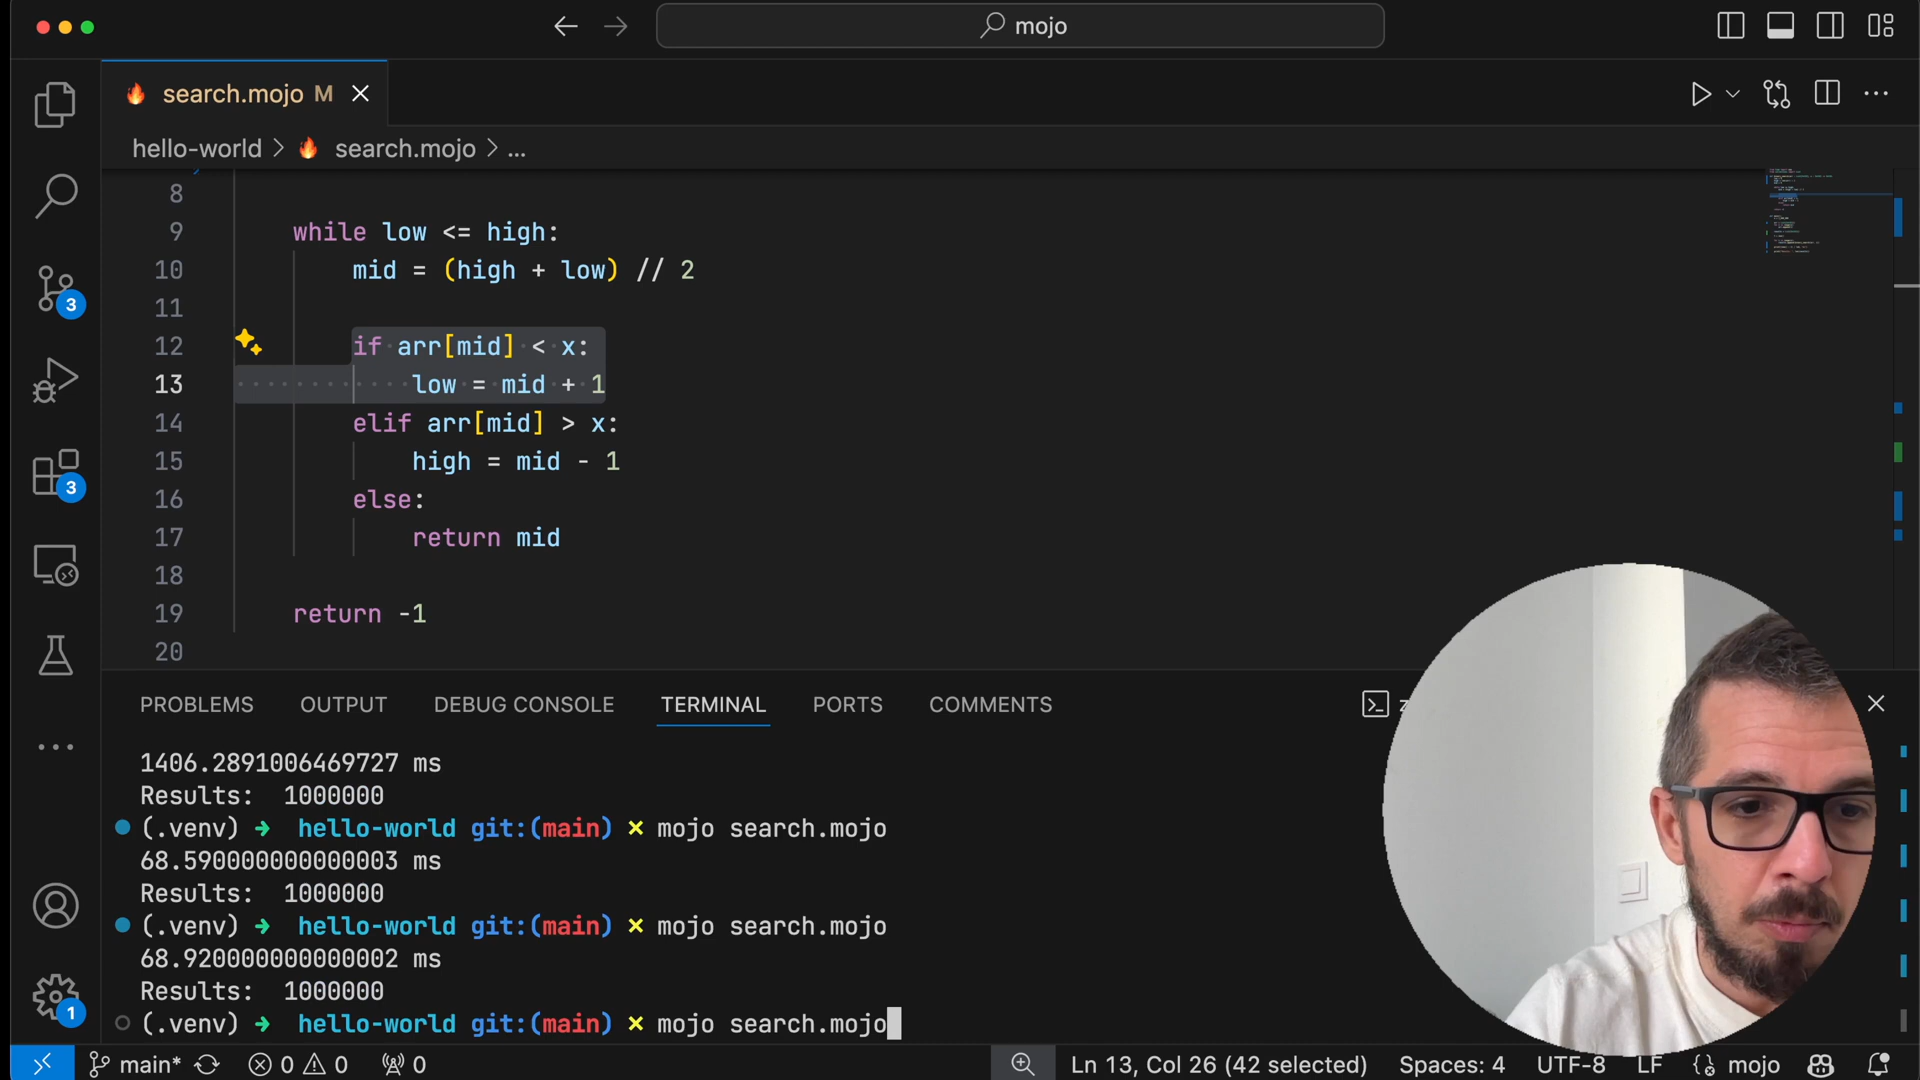 mojo
search.mojo M
hello-world > search.mojo > ...
8
9 while low <= high:
10 mid = (high + low) // 2
11
12 if arr[mid] < x:
13 low = mid + 1
14 elif arr[mid] > x:
15 high = mid - 1
16 else:
17 return mid
18
19 return -1
20
3
3
1
PROBLEMS OUTPUT DEBUG CONSOLE TERMINAL PORTS COMMENTS
1406.2891006469727 ms
Results: 1000000
(.venv) ➜ hello-world git:(main) ✗ mojo search.mojo
68.590000000000003 ms
Results: 1000000
(.venv) ➜ hello-world git:(main) ✗ mojo search.mojo
68.920000000000002 ms
Results: 1000000
(.venv) ➜ hello-world git:(main) ✗ mojo search.mojo
main* 0 0 0 Ln 13, Col 26 (42 selected) Spaces: 4 UTF-8 LF mojo